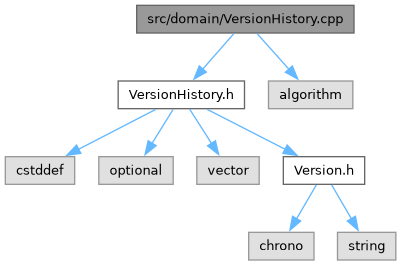 src/domain/VersionHistory.cpp
VersionHistory.h
algorithm
cstddef
optional
vector
Version.h
chrono
string